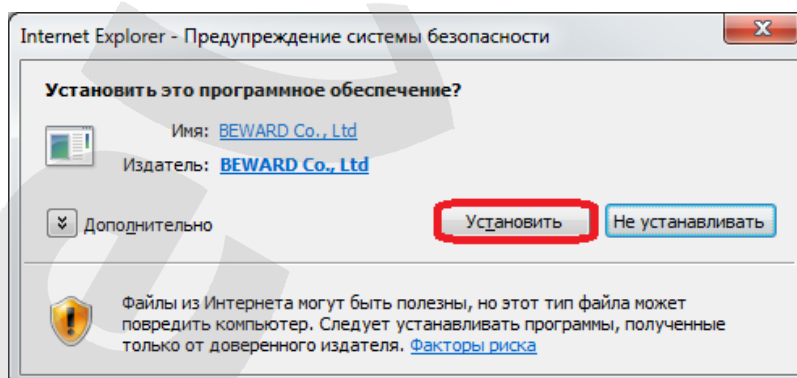 Internet Explorer - Предупреждение системы безопасности
Установить это программное обеспечение?
Имя: BEWARD Co., Ltd
Издатель: BEWARD Co., Ltd
Дополнительно
Установить
Не устанавливать
Файлы из Интернета могут быть полезны, но этот тип файла может
повредить компьютер. Следует устанавливать программы, полученные
только от доверенного издателя. Факторы риска